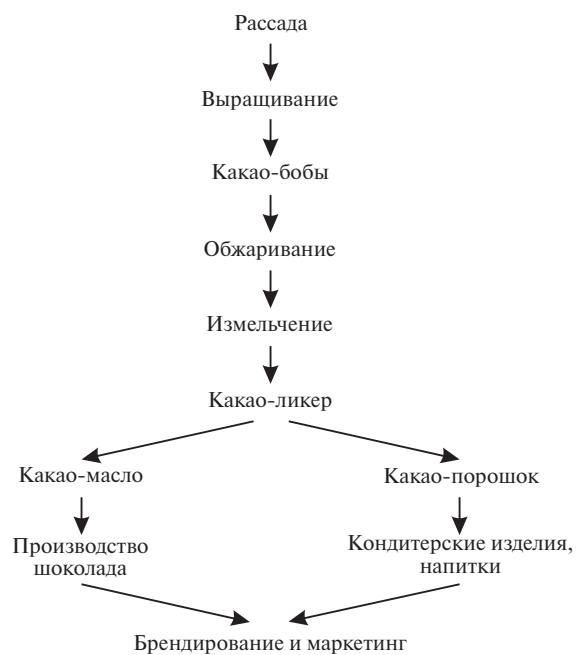 Рассада
Выращивание
Какао-бобы
Обжаривание
Измельчение
Какао-ликер
Какао-масло
Какао-порошок
Производство
шоколада
Кондитерские изделия,
напитки
Брендирование и маркетинг